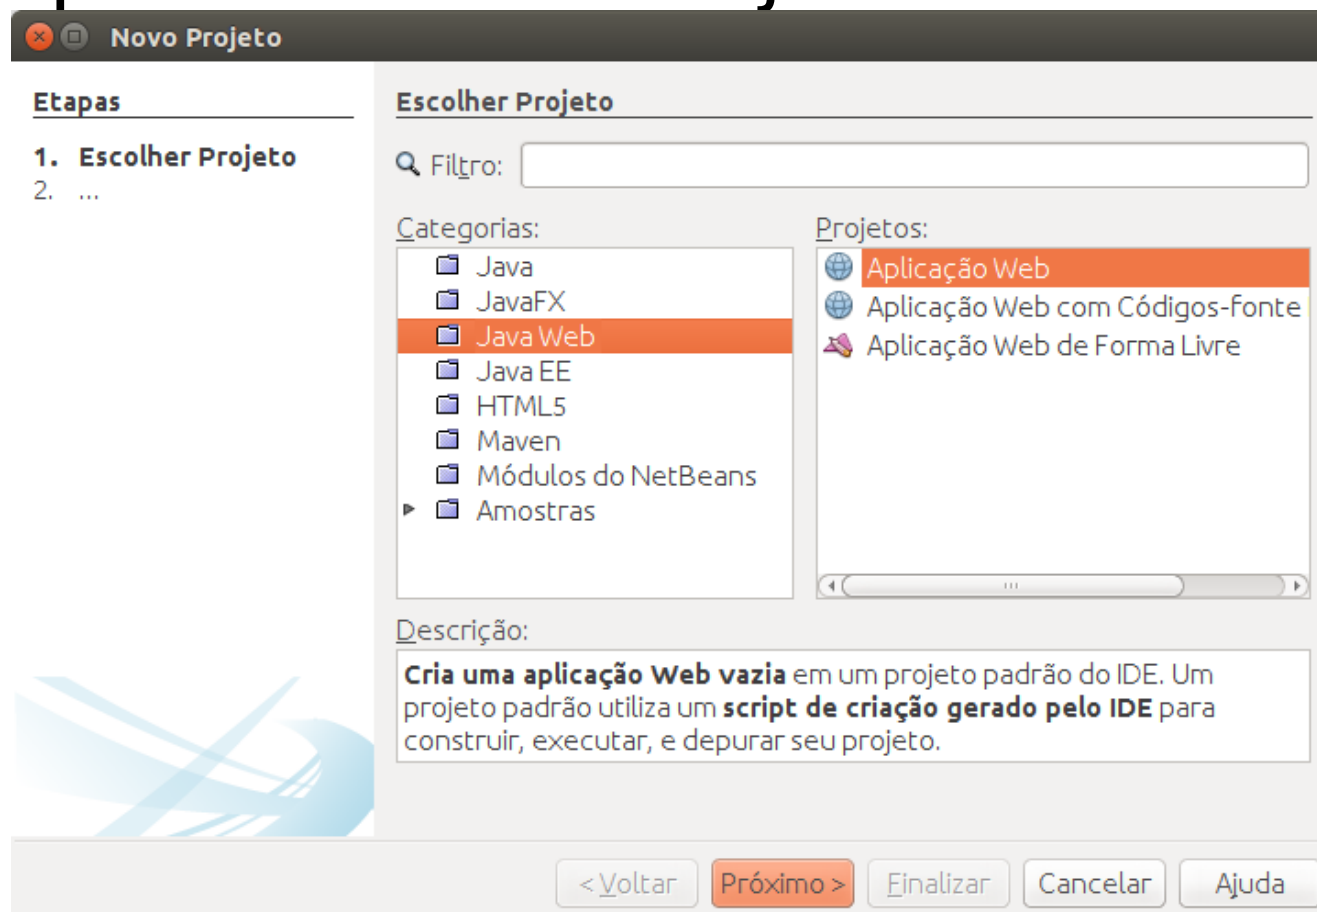 Novo Projeto
Etapas
1. Escolher Projeto
2. ...
Escolher Projeto
Filtro:
Categorias:
Java
JavaFX
Java Web
Java EE
HTML5
Maven
Módulos do NetBeans
Amostras
Projetos:
Aplicação Web
Aplicação Web com Códigos-fonte
Aplicação Web de Forma Livre
Descrição:
Cria uma aplicação Web vazia em um projeto padrão do IDE. Um
projeto padrão utiliza um script de criação gerado pelo IDE para
construir, executar, e depurar seu projeto.
< Voltar
Próximo >
Finalizar
Cancelar
Ajuda